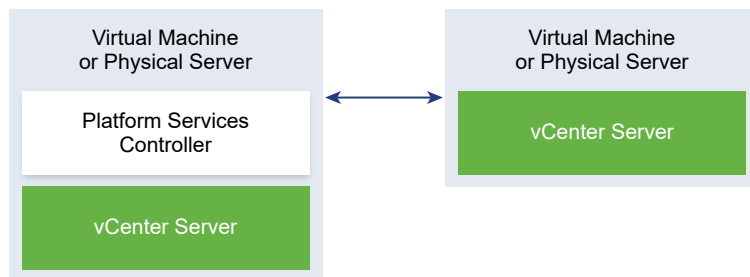 Virtual Machine
or Physical Server
Platform Services
Controller
vCenter Server
Virtual Machine
or Physical Server
vCenter Server